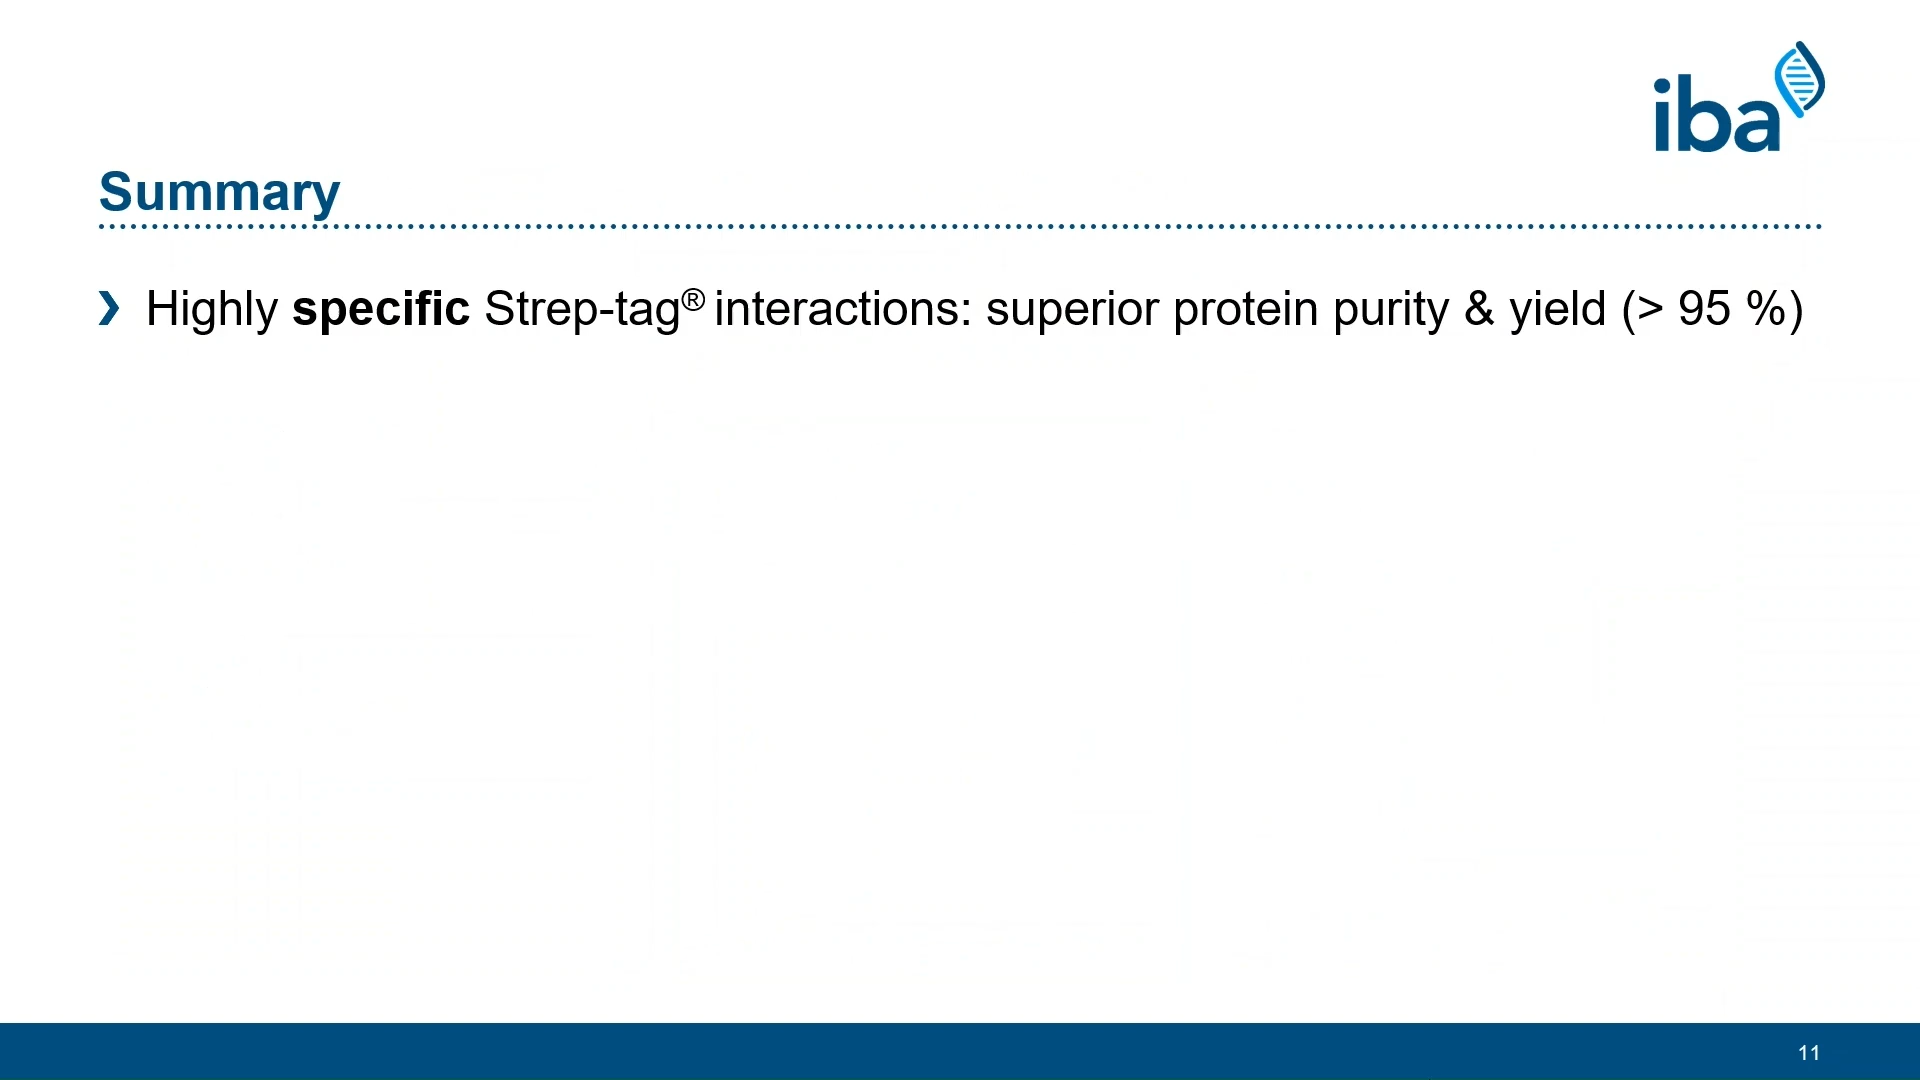 iba
Summary
Highly specific Strep-tag® interactions: superior protein purity & yield (> 95 %)
11